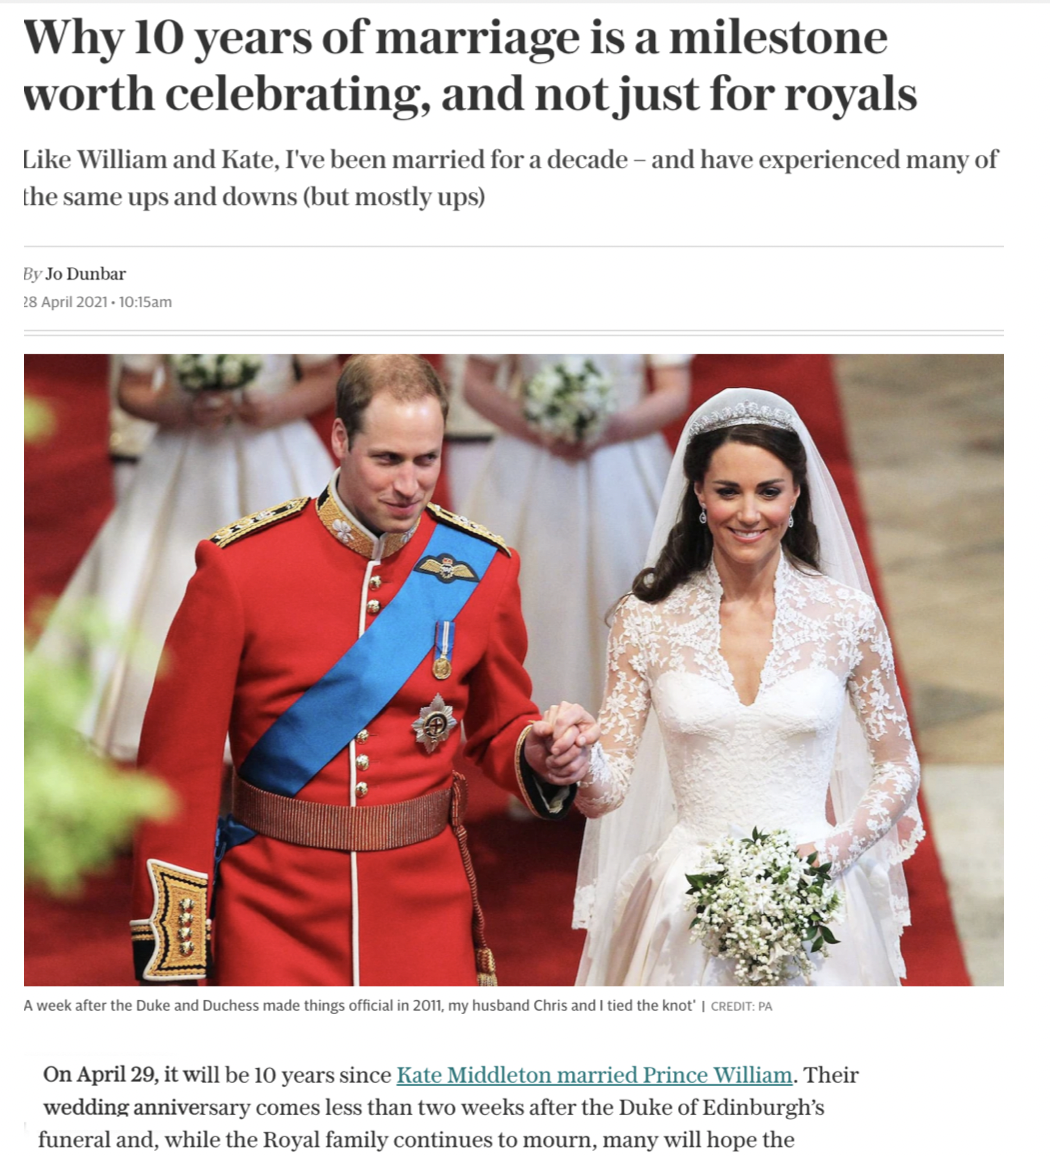 Why 10 years of marriage is a milestone
worth celebrating, and not just for royals
Like William and Kate, I've been married for a decade – and have experienced many of
the same ups and downs (but mostly ups)
By Jo Dunbar
28 April 2021 • 10:15am
A week after the Duke and Duchess made things official in 2011, my husband Chris and I tied the knot' | CREDIT: PA
On April 29, it will be 10 years since Kate Middleton married Prince William. Their
wedding anniversary comes less than two weeks after the Duke of Edinburgh's
funeral and, while the Royal family continues to mourn, many will hope the